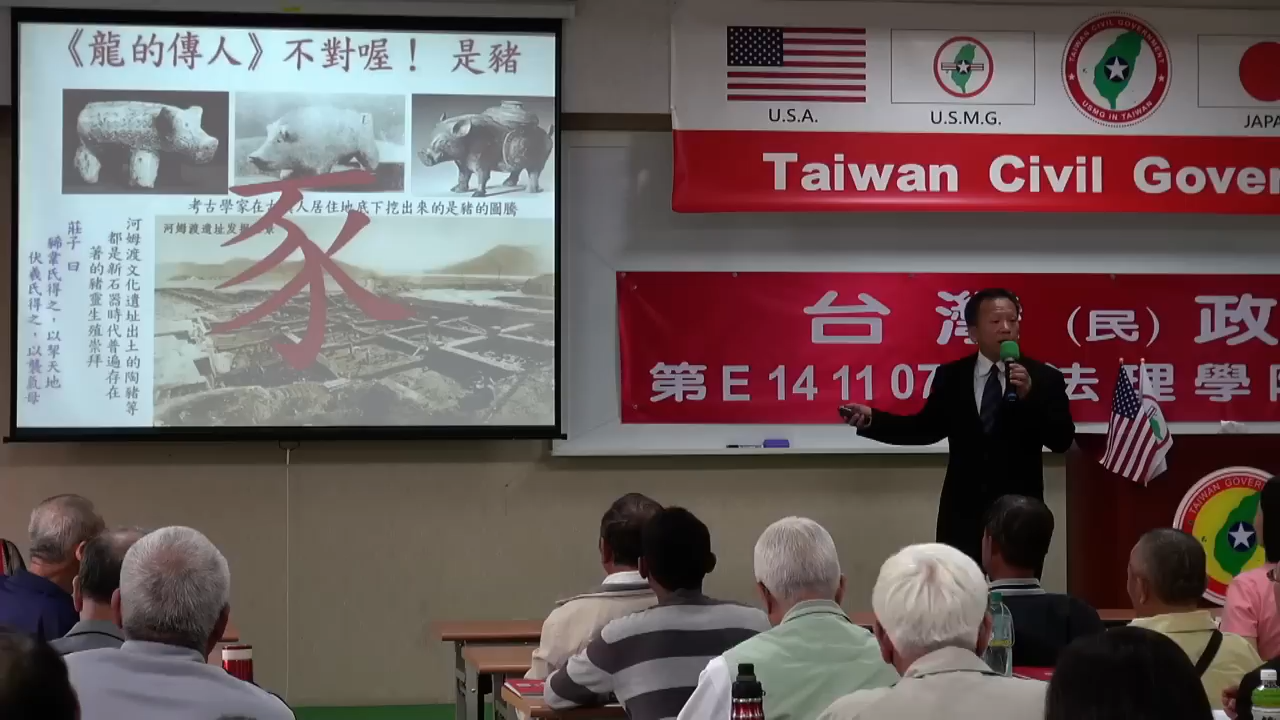 《龍的傳人》不對喔！ 是豬
考古學家在
人居住地底下挖出來的是豬的圖騰
河姆渡遺址发掘
豕
河姆渡文化遺址出土的陶豬等
都是新石器時代普遍存在
著的豬靈生殖崇拜
莊子 曰
豨韋氏得之，以挈天地
伏羲氏得之，以襲氣母
U.S.A.
U.S.M.G.
TAIWAN CIVIL GOVERNMENT
USMG IN TAIWAN
JAPA
Taiwan Civil Gover
台 灣 (民) 政
第E 14 11 07
理 學
TAIWAN GOVER